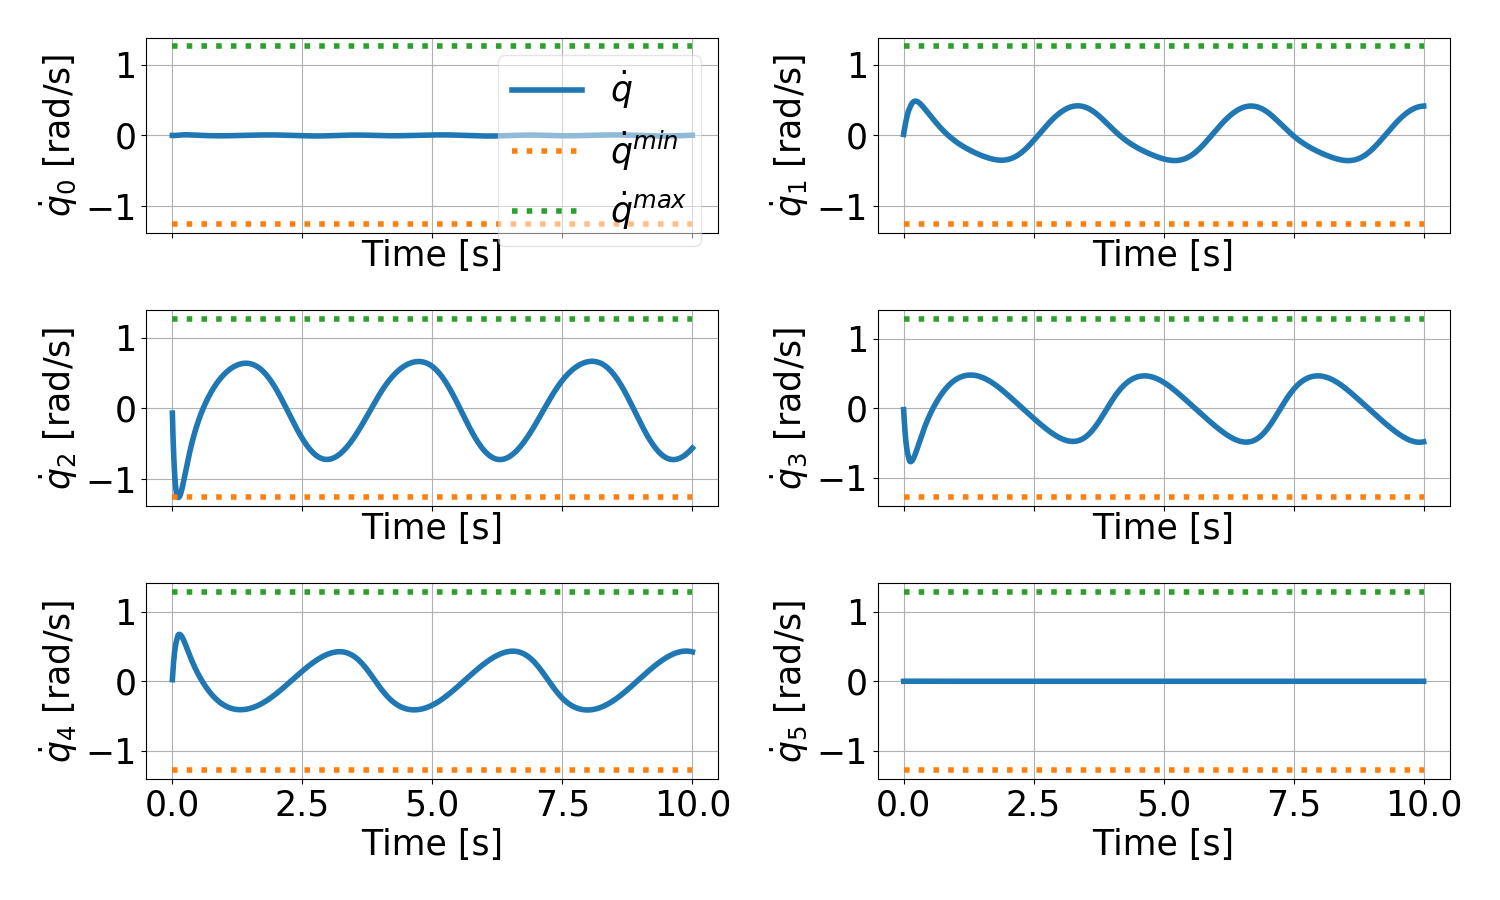 q̇₀ [rad/s]
1
0
−1
q̇
q̇ᵐⁱⁿ
q̇ᵐᵃˣ
Time [s]
q̇₁ [rad/s]
1
0
−1
Time [s]
q̇₂ [rad/s]
1
0
−1
Time [s]
q̇₃ [rad/s]
1
0
−1
Time [s]
q̇₄ [rad/s]
1
0
−1
0.0 2.5 5.0 7.5 10.0
Time [s]
q̇₅ [rad/s]
1
0
−1
0.0 2.5 5.0 7.5 10.0
Time [s]